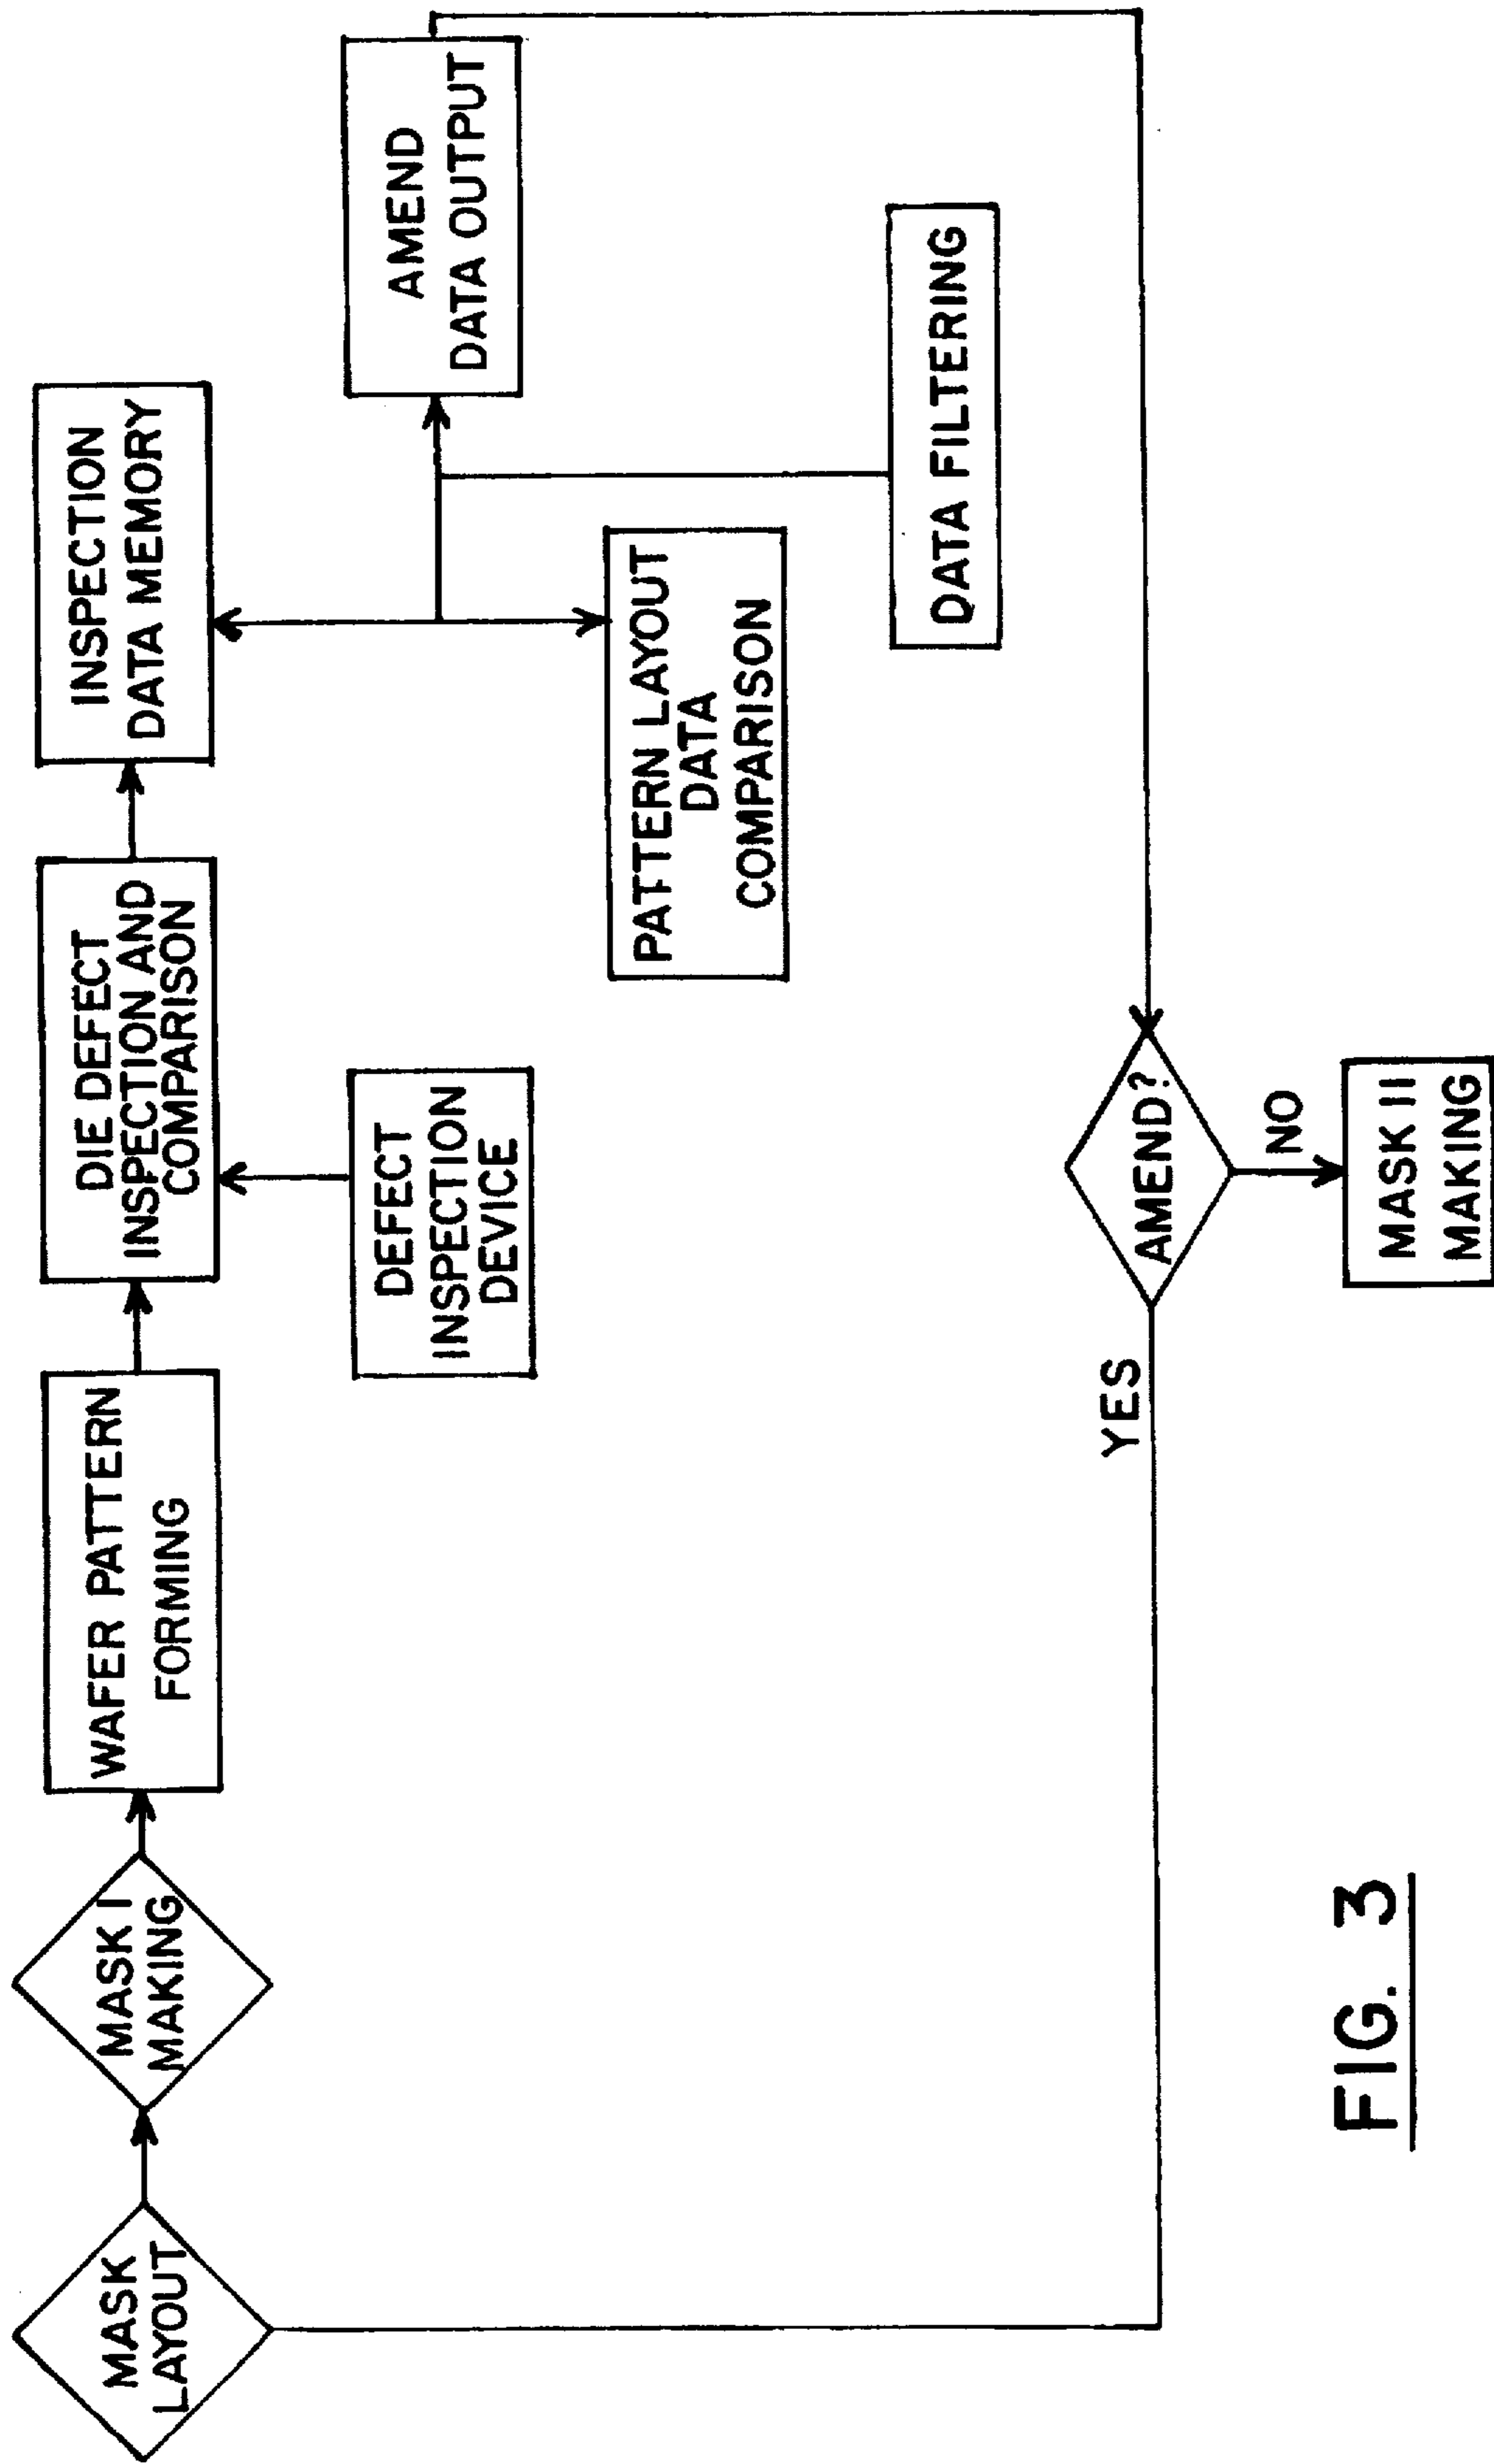 MASK
LAYOUT
MASK I
MAKING
WAFER PATTERN
FORMING
DIE DEFECT
INSPECTION AND
COMPARISON
INSPECTION
DATA MEMORY
DEFECT
INSPECTION
DEVICE
AMEND
DATA OUTPUT
PATTERN LAYOUT
DATA
COMPARISON
DATA FILTERING
YES
AMEND?
NO
MASK II
MAKING
FIG. 3